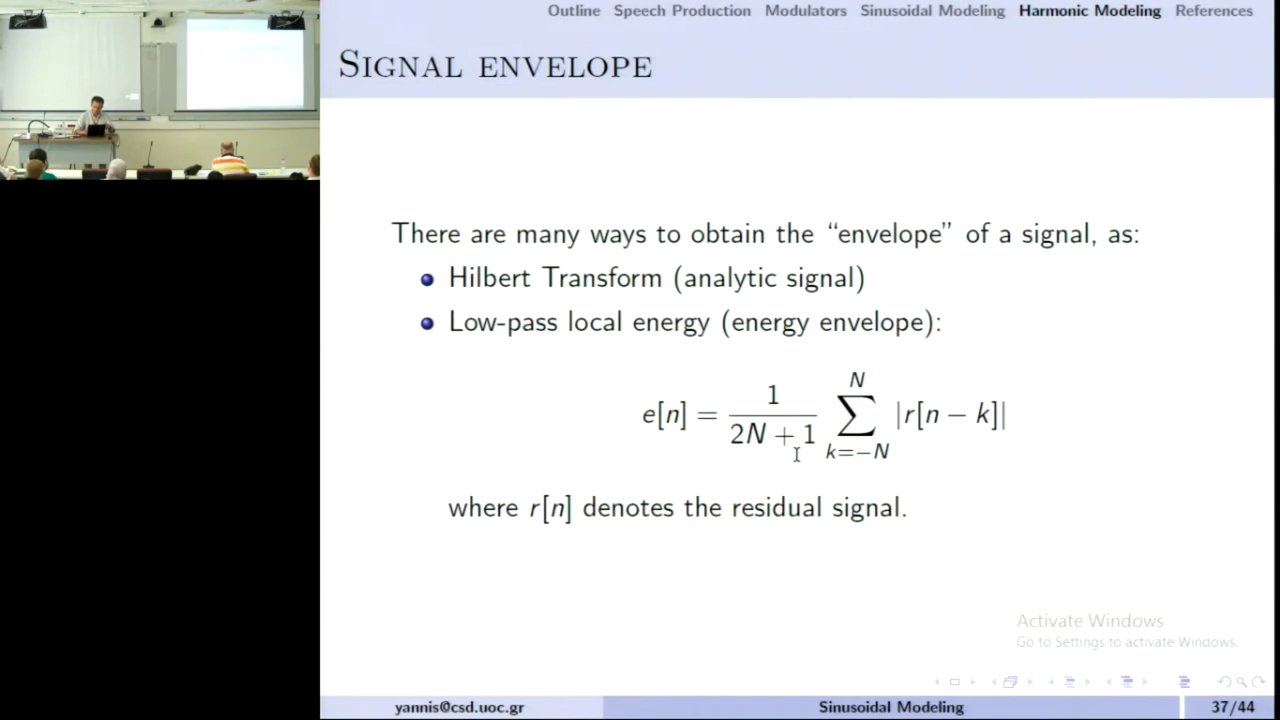 Outline Speech Production Modulators Sinusoidal Modeling Harmonic Modeling References
SIGNAL ENVELOPE
There are many ways to obtain the “envelope” of a signal, as:
Hilbert Transform (analytic signal)
Low-pass local energy (energy envelope):
e[n] = \frac{1}{2N + 1} \sum_{k=-N}^{N} |r[n − k]|
where r[n] denotes the residual signal.
Activate Windows
Go to Settings to activate Windows.
yannis@csd.uoc.gr Sinusoidal Modeling 37/44